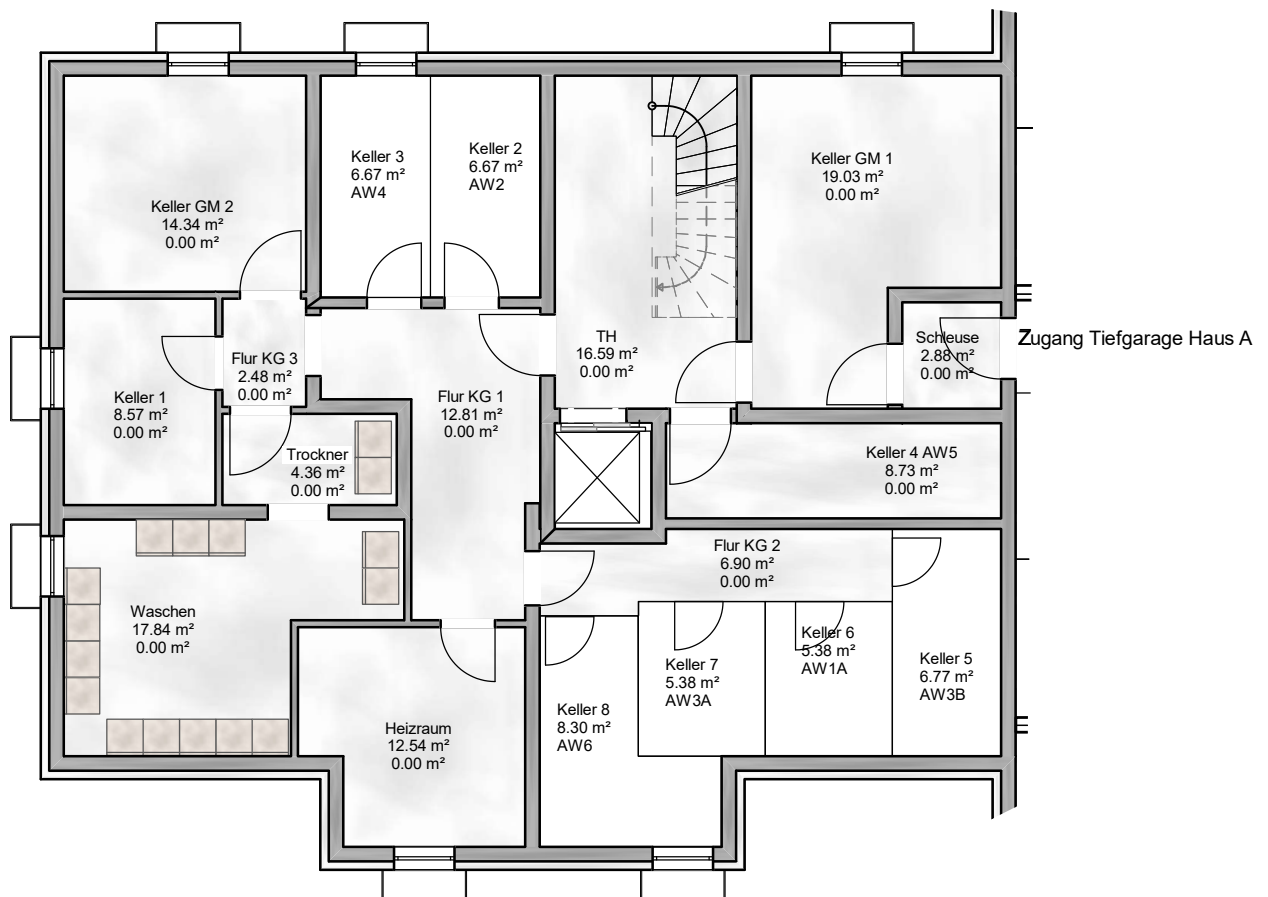 Keller GM 2
14.34 m²
0.00 m²
Keller 3
6.67 m²
AW4
Keller 2
6.67 m²
AW2
Keller GM 1
19.03 m²
0.00 m²
TH
16.59 m²
0.00 m²
Schleuse
2.88 m²
0.00 m²
Zugang Tiefgarage Haus A
Flur KG 3
2.48 m²
0.00 m²
Keller 1
8.57 m²
0.00 m²
Flur KG 1
12.81 m²
0.00 m²
Trockner
4.36 m²
0.00 m²
Keller 4 AW5
8.73 m²
0.00 m²
Flur KG 2
6.90 m²
0.00 m²
Waschen
17.84 m²
0.00 m²
Keller 7
5.38 m²
AW3A
Keller 6
5.38 m²
AW1A
Keller 5
6.77 m²
AW3B
Keller 8
8.30 m²
AW6
Heizraum
12.54 m²
0.00 m²